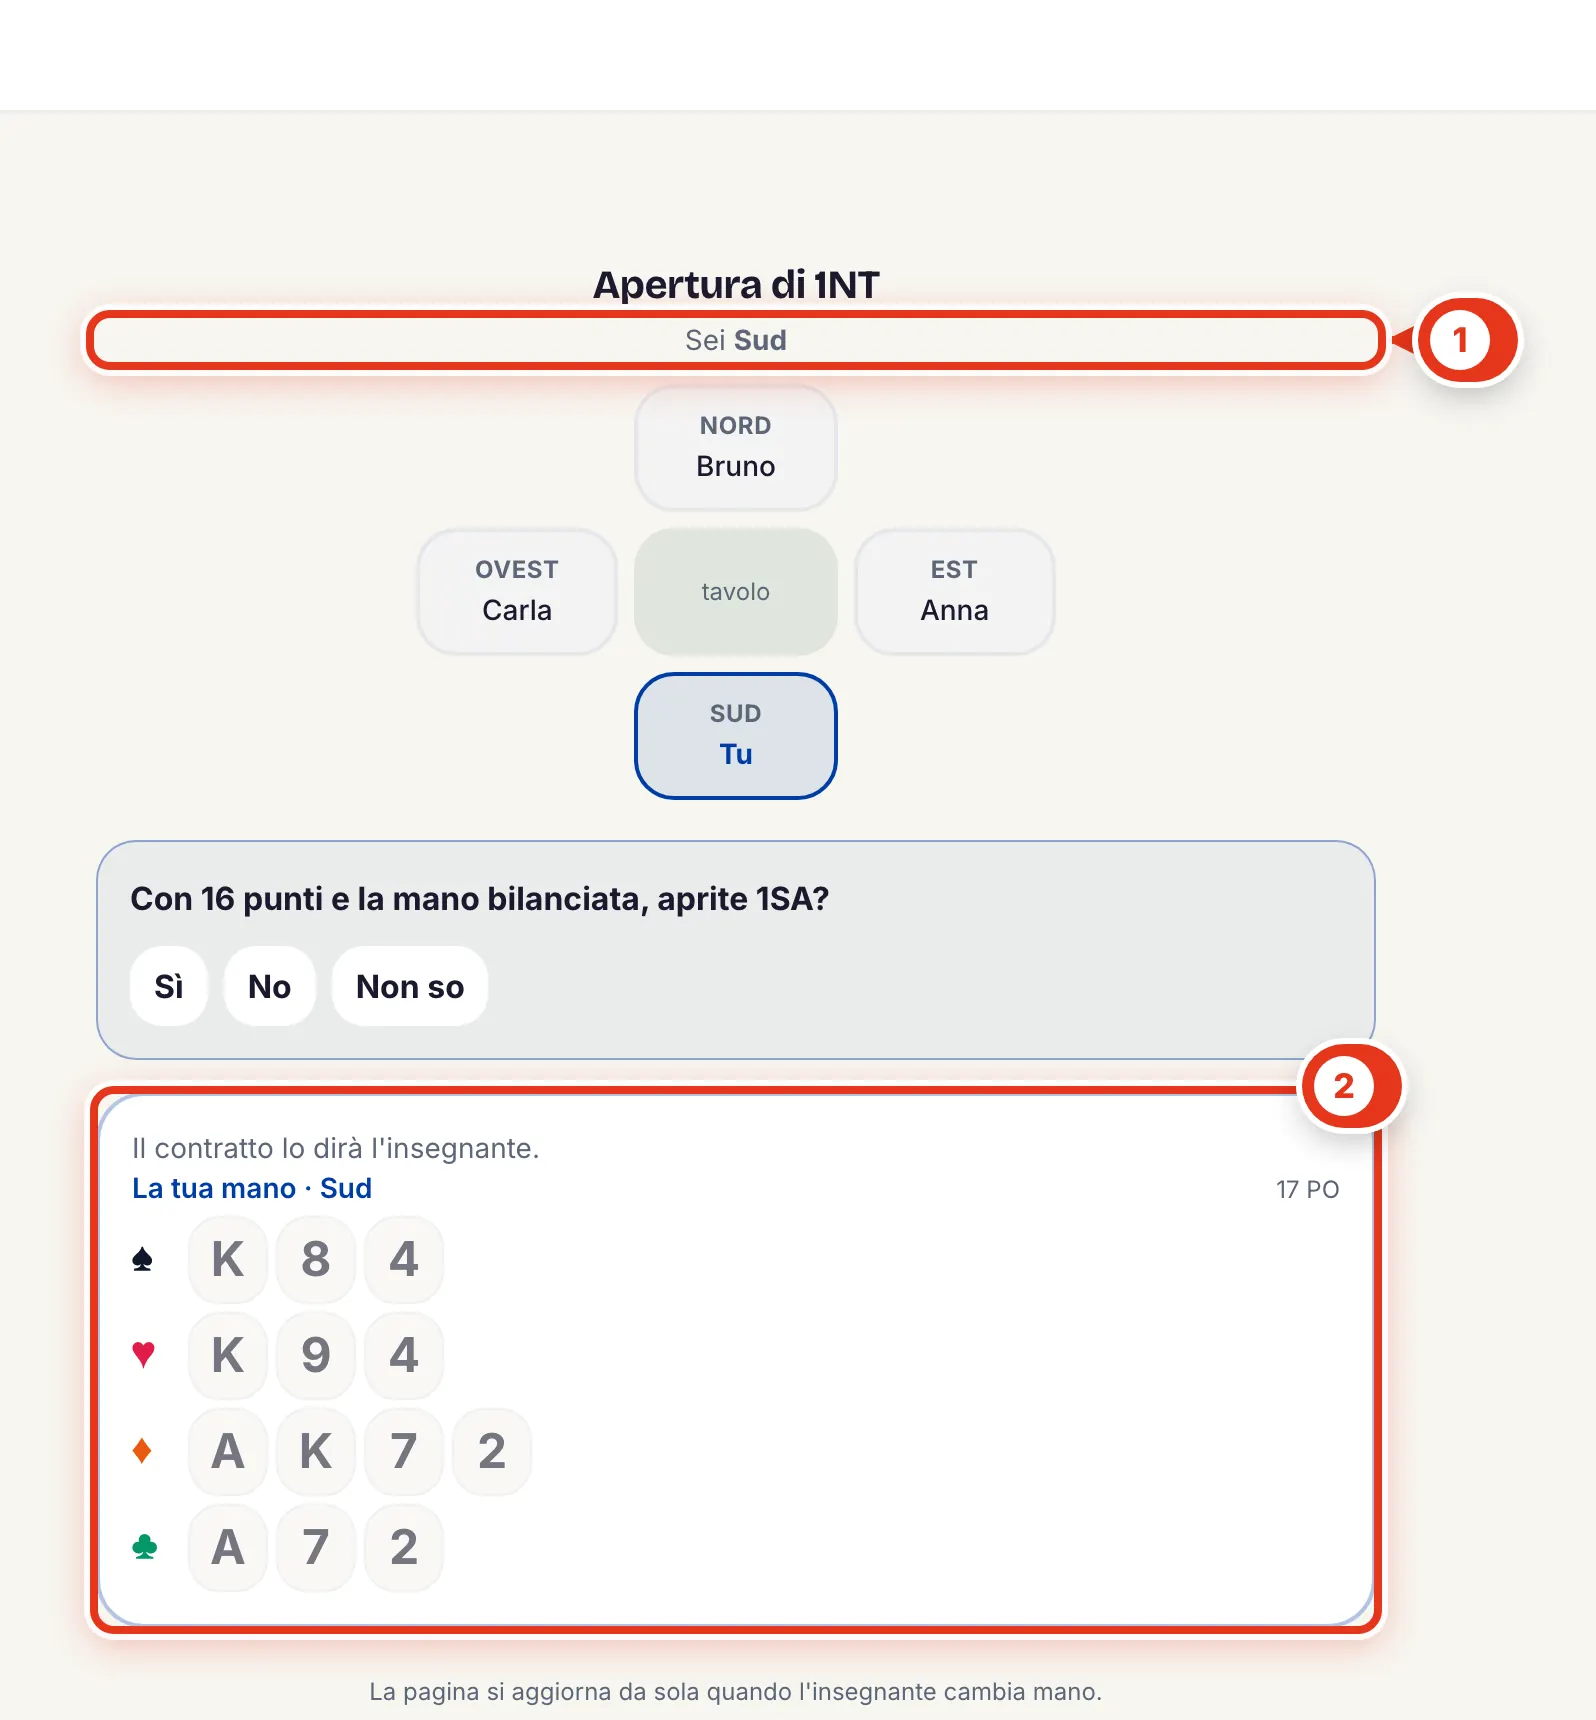 Apertura di 1NT
Sei Sud
1
NORD
Bruno
OVEST
Carla
tavolo
EST
Anna
SUD
Tu
Con 16 punti e la mano bilanciata, aprite 1SA?
Sì No Non so
2
Il contratto lo dirà l'insegnante.
La tua mano · Sud 17 PO
♠ K 8 4
♥ K 9 4
♦ A K 7 2
♣ A 7 2
La pagina si aggiorna da sola quando l'insegnante cambia mano.